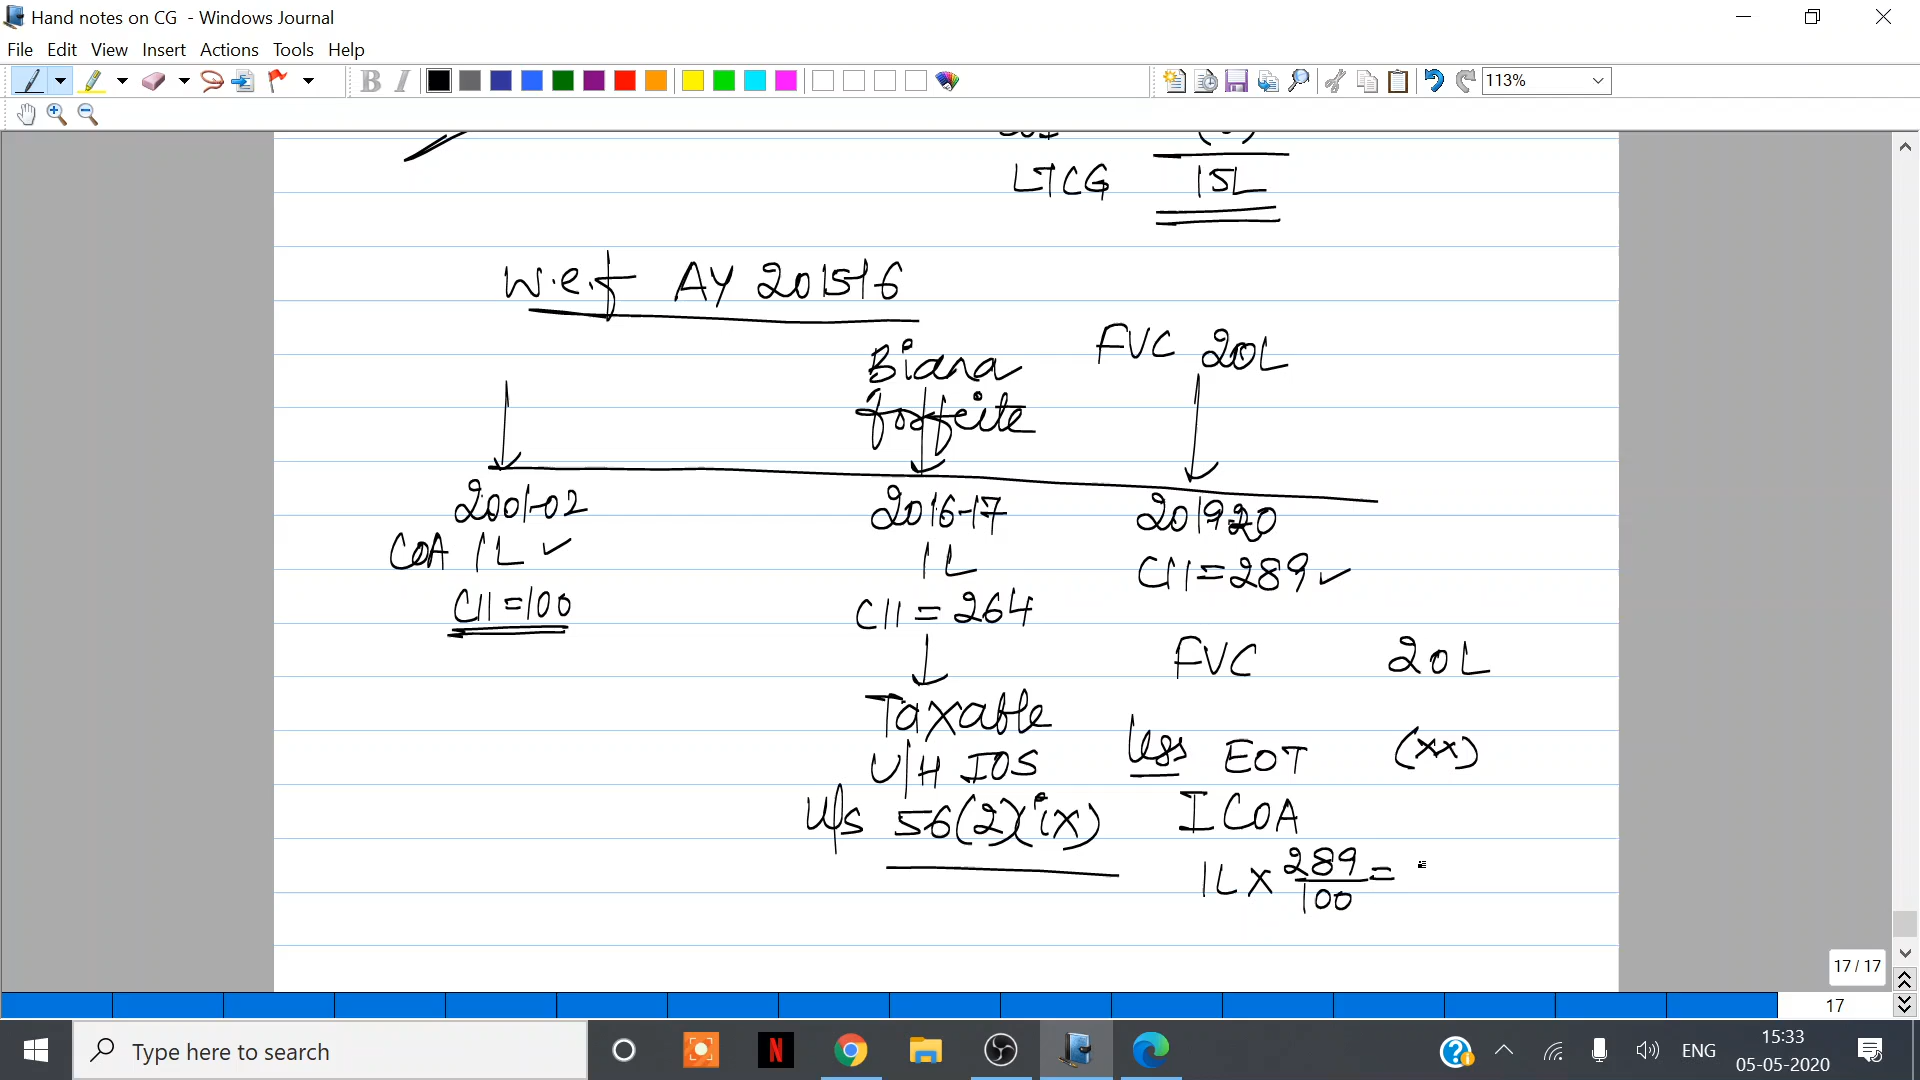 Hand notes on CG - Windows Journal
File Edit View Insert Actions Tools Help
B I
113%
LTCG 15L
W.e.f AY 2015-16
Biana
forfeite
FVC 20L
2001-02
2016-17
2019-20
COA 1L
1L
CII=289
CII=100
CII = 264
FVC 20L
Taxable
less EOT (xx)
U/H IOS
U/s 56(2)(ix)
ICOA
1L X 289/100 =
17 / 17
17
Type here to search
N
ENG
15:33
05-05-2020